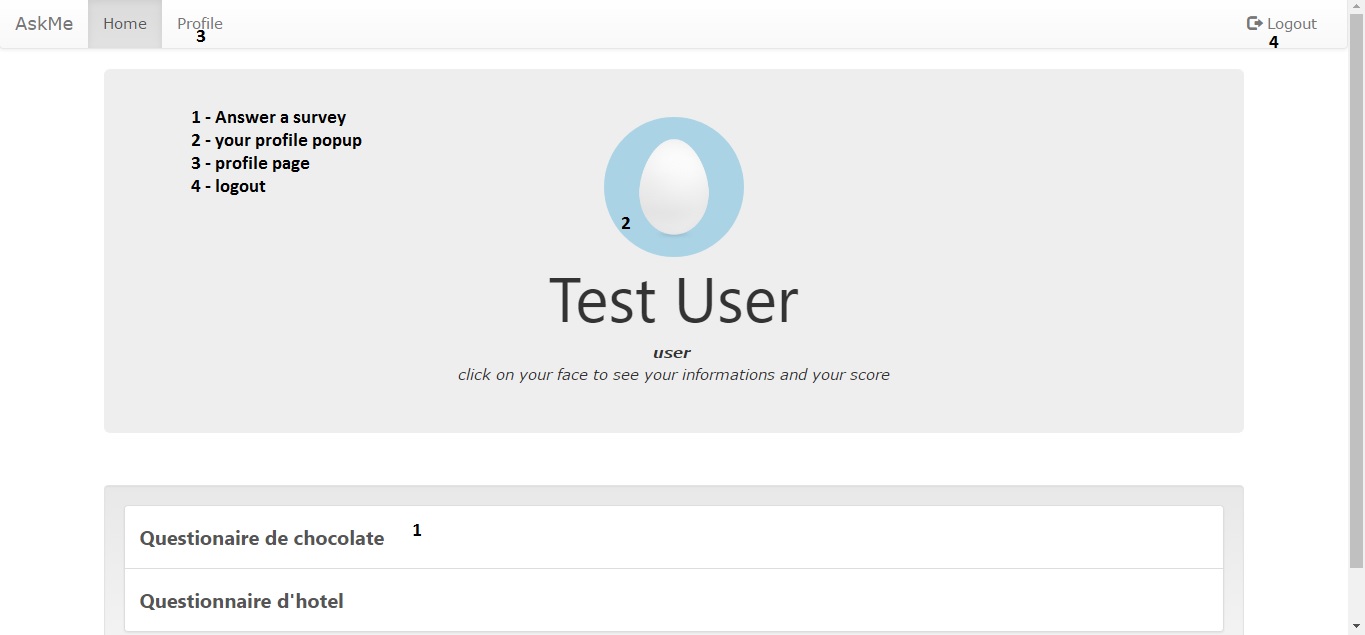 AskMe Home Profile Logout
3
4
1 - Answer a survey
2 - your profile popup
3 - profile page
4 - logout
2
Test User
user
click on your face to see your informations and your score
Questionaire de chocolate 1
Questionnaire d'hotel